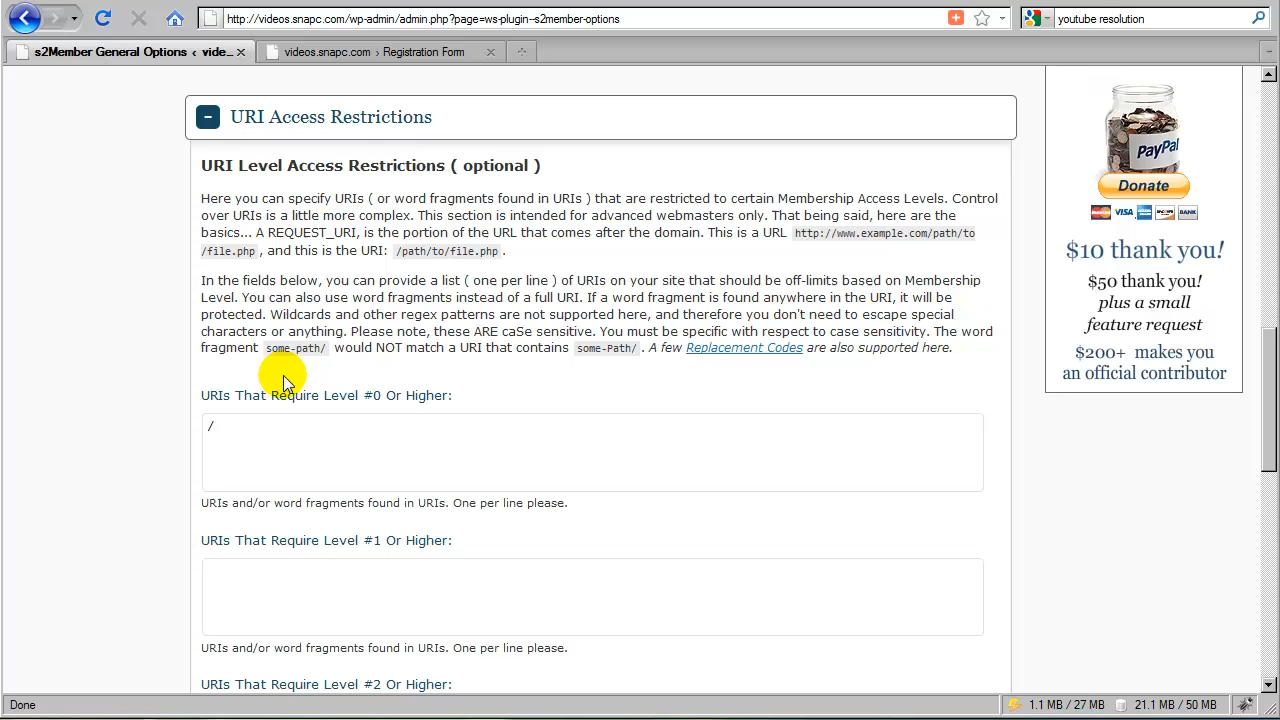 http://videos.snapc.com/wp-admin/admin.php?page=ws-plugin--s2member-options
youtube resolution
s2Member General Options ‹ vide...
videos.snapc.com › Registration Form
URI Access Restrictions
URI Level Access Restrictions ( optional )
Here you can specify URIs ( or word fragments found in URIs ) that are restricted to certain Membership Access Levels. Control
over URIs is a little more complex. This section is intended for advanced webmasters only. That being said, here are the
basics... A REQUEST_URI, is the portion of the URL that comes after the domain. This is a URL http://www.example.com/path/to
/file.php , and this is the URI: /path/to/file.php .
In the fields below, you can provide a list ( one per line ) of URIs on your site that should be off-limits based on Membership
Level. You can also use word fragments instead of a full URI. If a word fragment is found anywhere in the URI, it will be
protected. Wildcards and other regex patterns are not supported here, and therefore you don't need to escape special
characters or anything. Please note, these ARE caSe sensitive. You must be specific with respect to case sensitivity. The word
fragment some-path/ would NOT match a URI that contains some-Path/ . A few Replacement Codes are also supported here.
URIs That Require Level #0 Or Higher:
/
URIs and/or word fragments found in URIs. One per line please.
URIs That Require Level #1 Or Higher:
URIs and/or word fragments found in URIs. One per line please.
URIs That Require Level #2 Or Higher:
PayPal
Donate
VISA
BANK
$10 thank you!
$50 thank you!
plus a small
feature request
$200+ makes you
an official contributor
Done
1.1 MB / 27 MB
21.1 MB / 50 MB